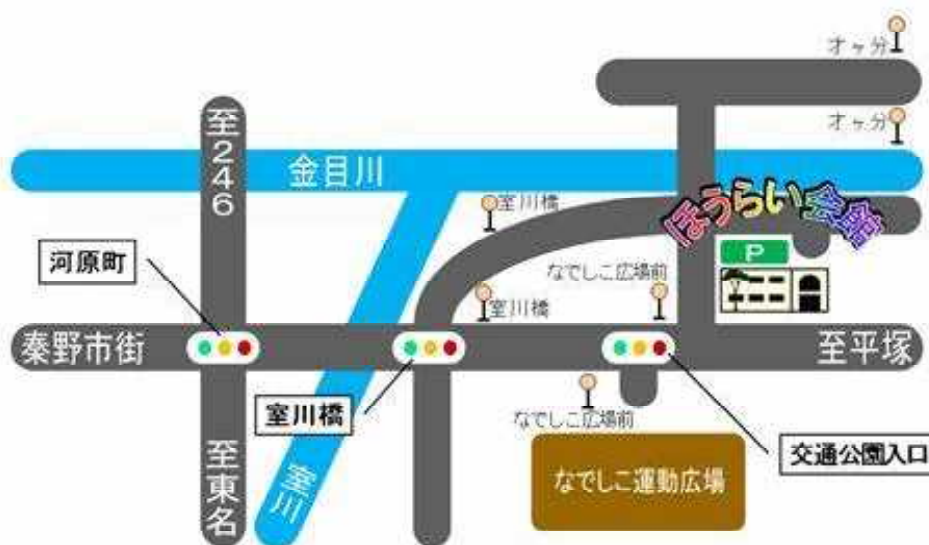 才ヶ分
才ヶ分
至246
金目川
ほうらい会館
室川橋
P
河原町
なでしこ広場前
室川橋
秦野市街
至平塚
室川橋
なでしこ広場前
交通公園入口
至東名
室川
なでしこ運動広場